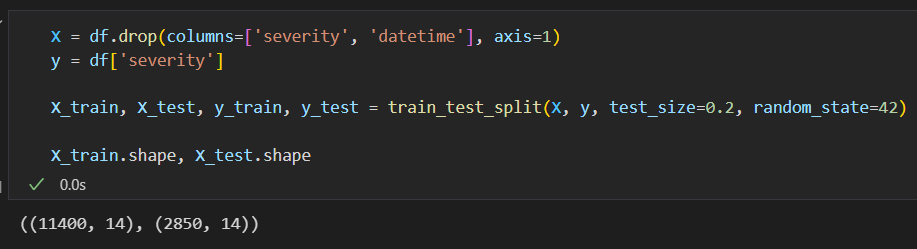 X = df.drop(columns=['severity', 'datetime'], axis=1)
y = df['severity']
X_train, X_test, y_train, y_test = train_test_split(X, y, test_size=0.2, random_state=42)
X_train.shape, X_test.shape
0.0s
((11400, 14), (2850, 14))